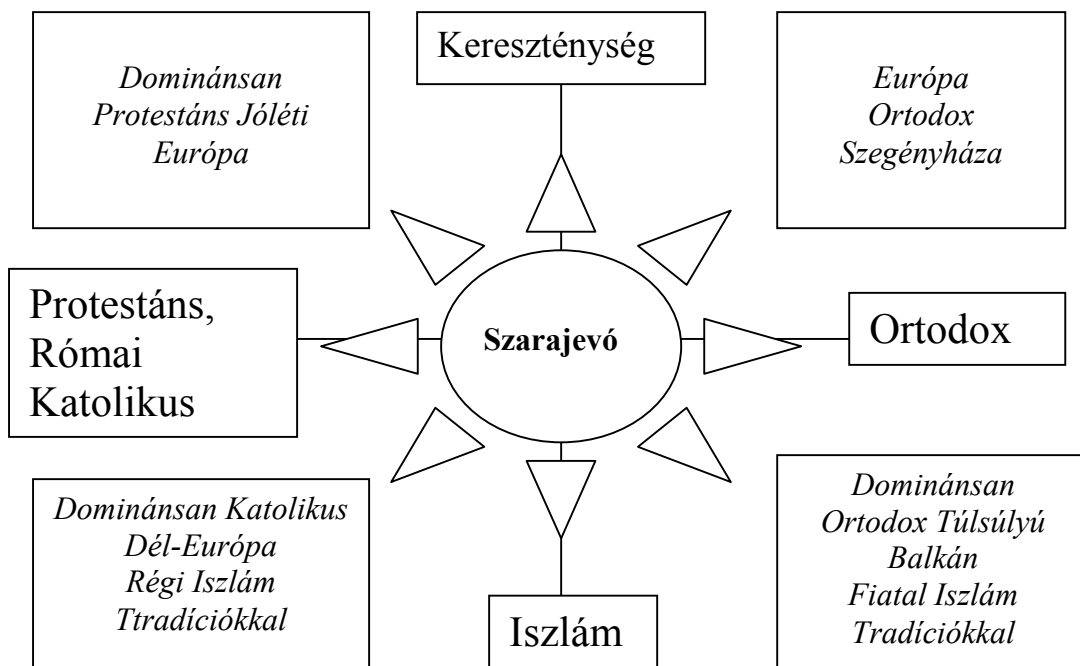 Kereszténység
Dominánsan
Protestáns Jóléti
Európa
Európa
Ortodox
Szegényháza
Protestáns,
Római
Katolikus
Szarajevó
Ortodox
Dominánsan Katolikus
Dél-Európa
Régi Iszlám
Ttradíciókkal
Iszlám
Dominánsan
Ortodox Túlsúlyú
Balkán
Fiatal Iszlám
Tradíciókkal